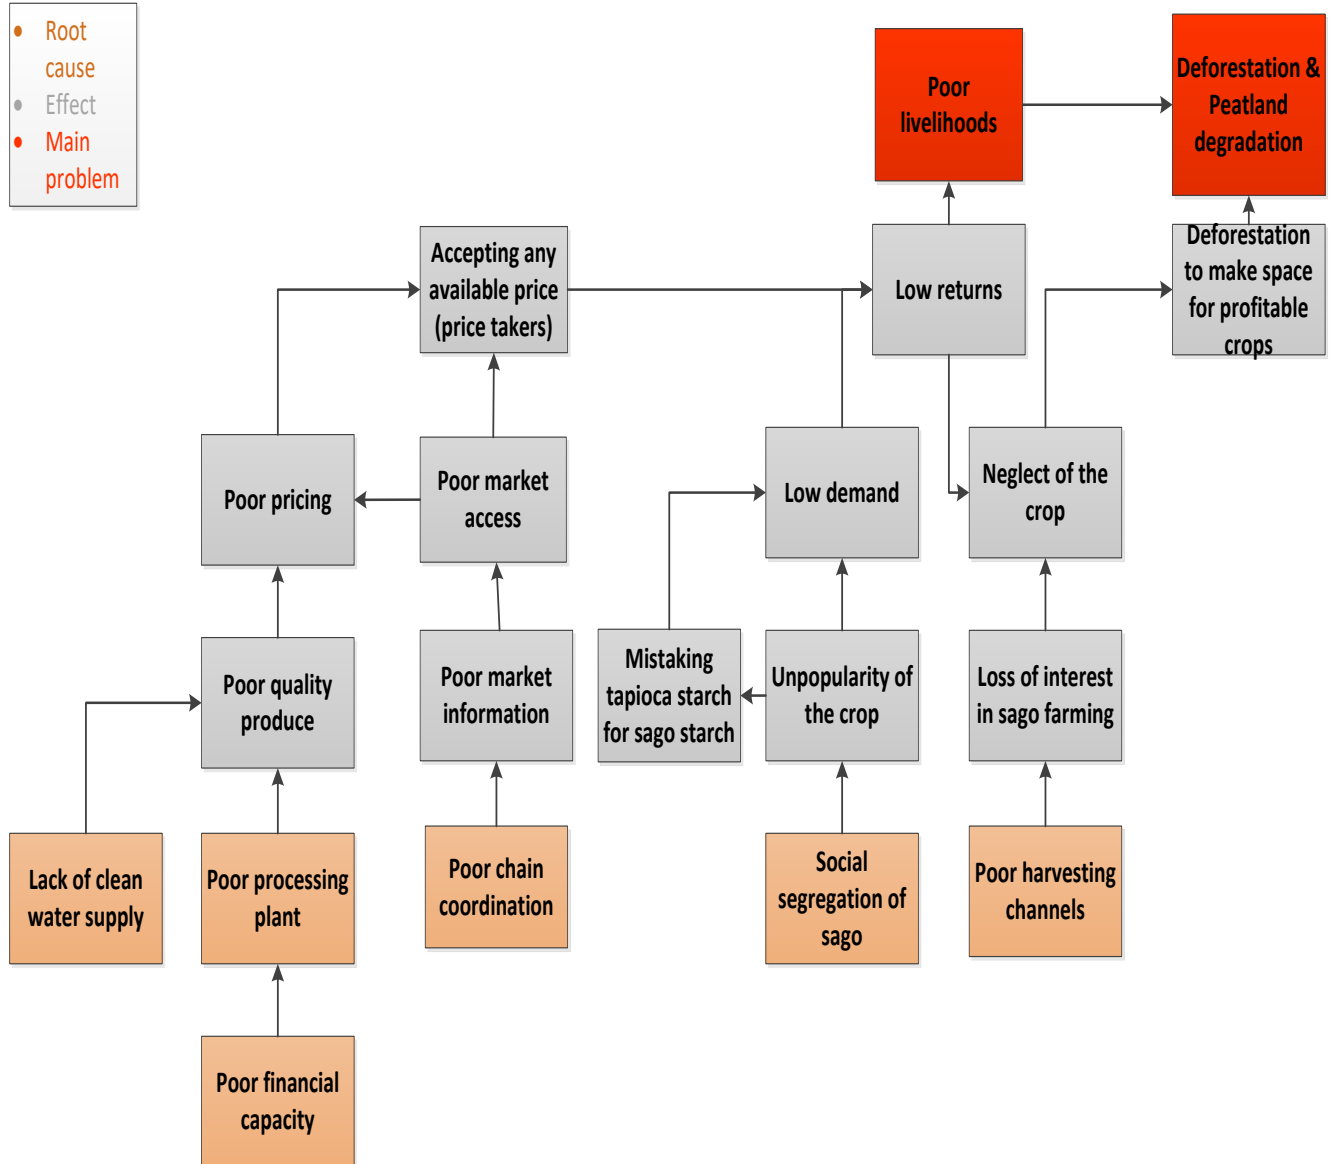 Root
cause
Effect
Main
problem
Poor
livelihoods
Deforestation &
Peatland
degradation
Accepting any
available price
(price takers)
Low returns
Deforestation
to make space
for profitable
crops
Poor pricing
Poor market
access
Low demand
Neglect of the
crop
Poor quality
produce
Poor market
information
Mistaking
tapioca starch
for sago starch
Unpopularity of
the crop
Loss of interest
in sago farming
Lack of clean
water supply
Poor processing
plant
Poor chain
coordination
Social
segregation of
sago
Poor harvesting
channels
Poor financial
capacity